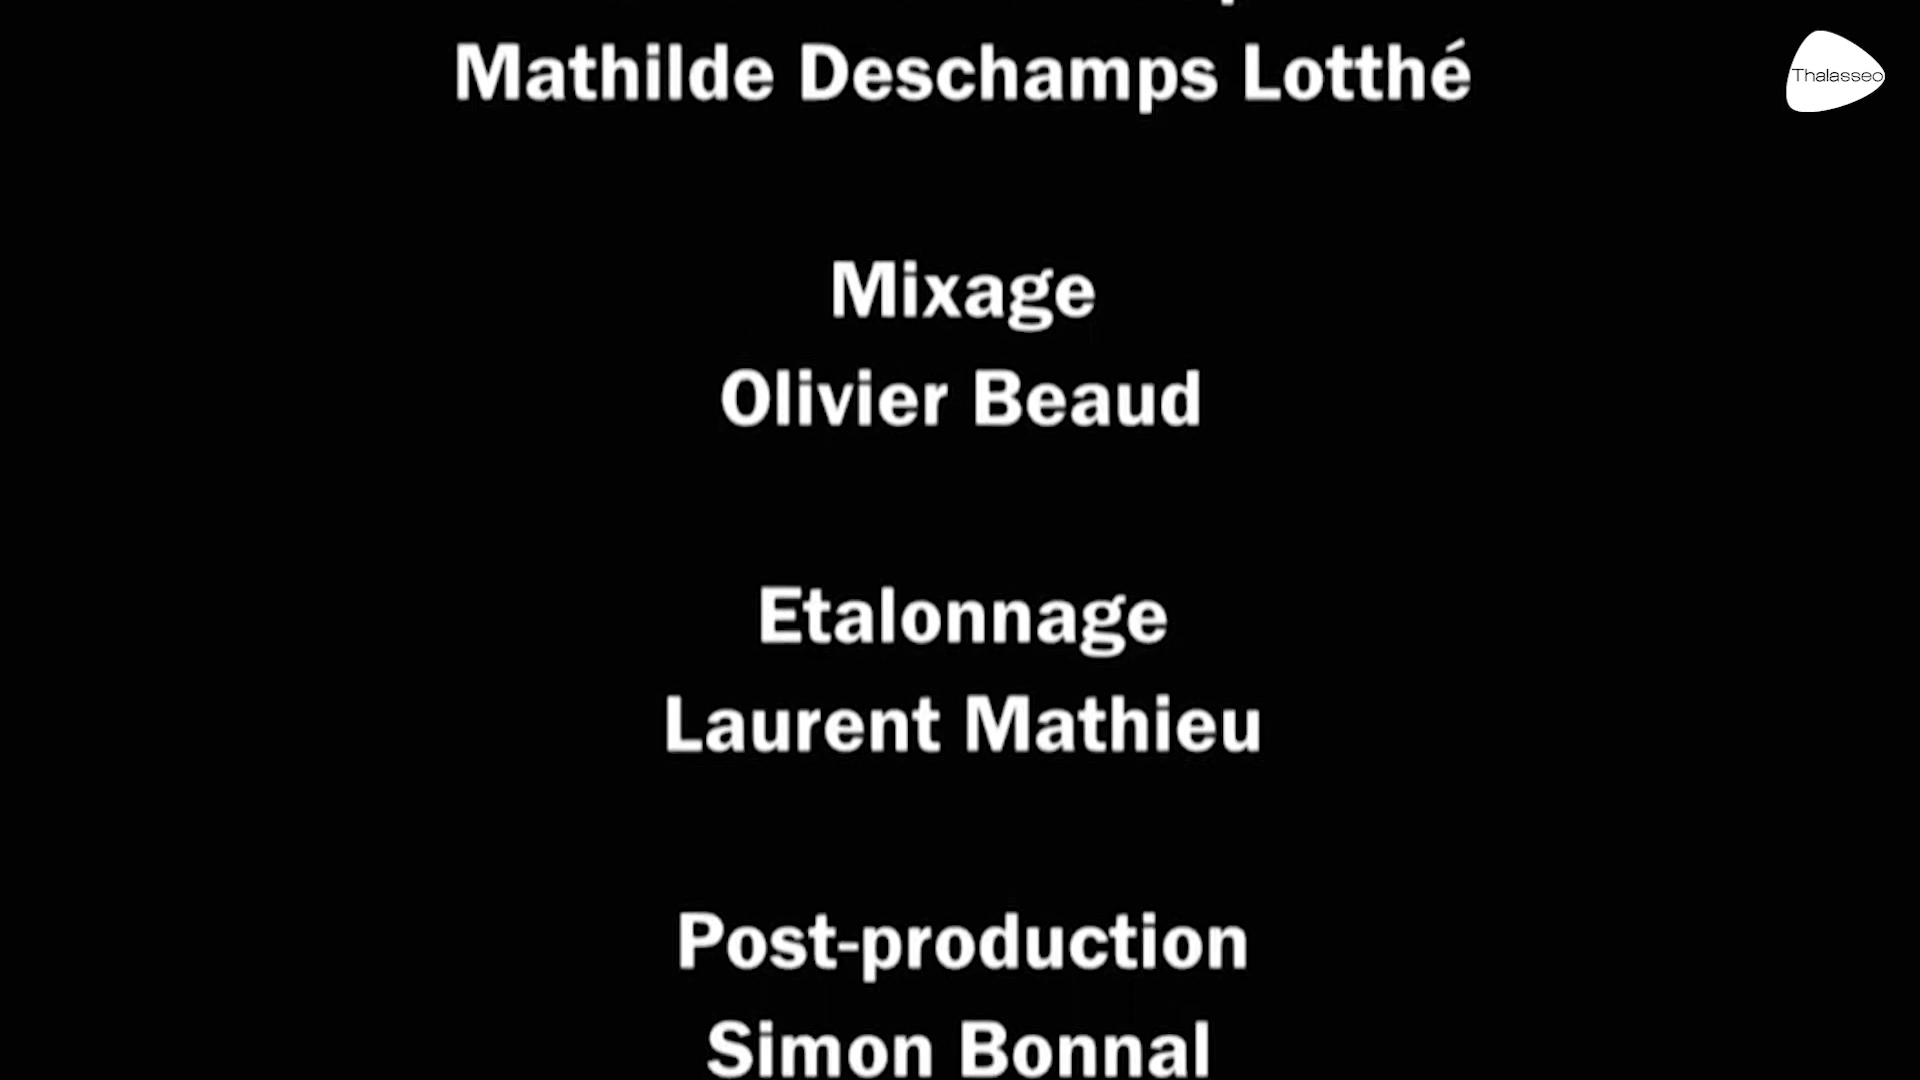 Mathilde Deschamps Lotthé
Thalasseo
Mixage
Olivier Beaud
Etalonnage
Laurent Mathieu
Post-production
Simon Bonnal